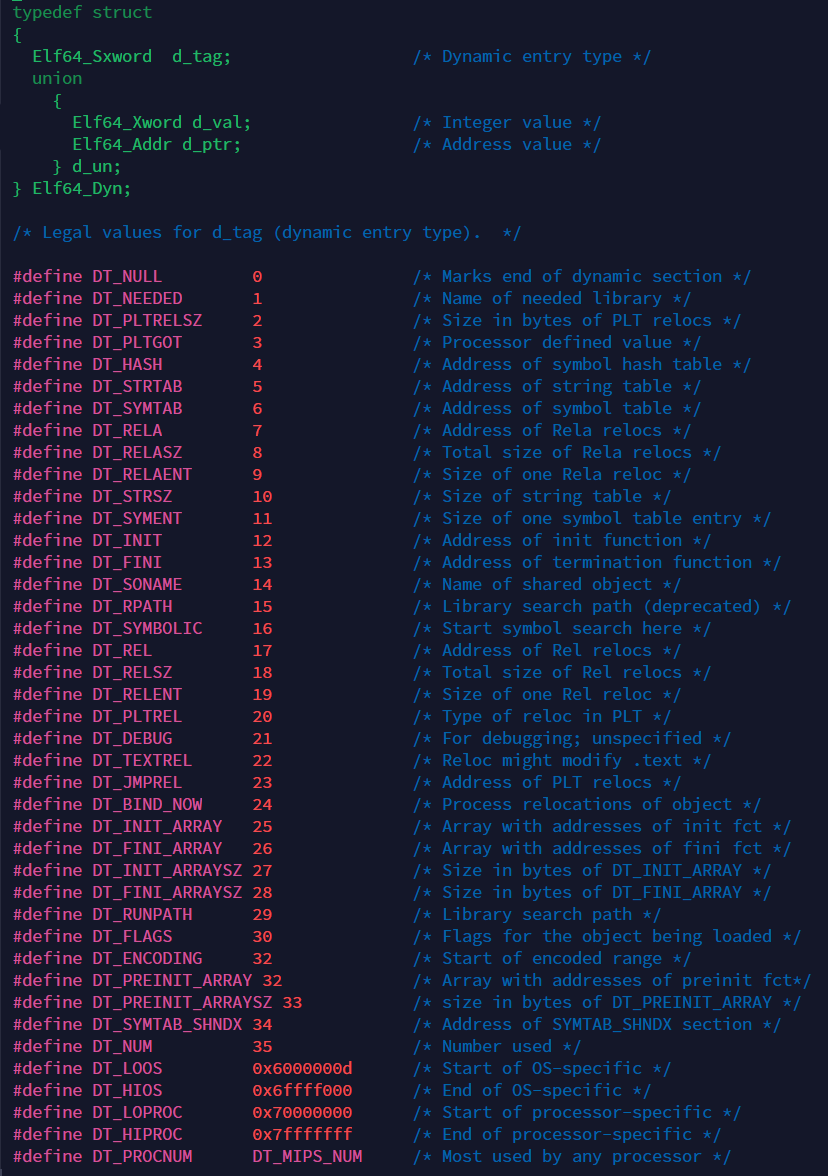 typedef struct
{
  Elf64_Sxword  d_tag;                  /* Dynamic entry type */
  union
    {
      Elf64_Xword d_val;                /* Integer value */
      Elf64_Addr d_ptr;                 /* Address value */
    } d_un;
} Elf64_Dyn;

/* Legal values for d_tag (dynamic entry type).  */

#define DT_NULL         0               /* Marks end of dynamic section */
#define DT_NEEDED       1               /* Name of needed library */
#define DT_PLTRELSZ     2               /* Size in bytes of PLT relocs */
#define DT_PLTGOT       3               /* Processor defined value */
#define DT_HASH         4               /* Address of symbol hash table */
#define DT_STRTAB       5               /* Address of string table */
#define DT_SYMTAB       6               /* Address of symbol table */
#define DT_RELA         7               /* Address of Rela relocs */
#define DT_RELASZ       8               /* Total size of Rela relocs */
#define DT_RELAENT      9               /* Size of one Rela reloc */
#define DT_STRSZ        10              /* Size of string table */
#define DT_SYMENT       11              /* Size of one symbol table entry */
#define DT_INIT         12              /* Address of init function */
#define DT_FINI         13              /* Address of termination function */
#define DT_SONAME       14              /* Name of shared object */
#define DT_RPATH        15              /* Library search path (deprecated) */
#define DT_SYMBOLIC     16              /* Start symbol search here */
#define DT_REL          17              /* Address of Rel relocs */
#define DT_RELSZ        18              /* Total size of Rel relocs */
#define DT_RELENT       19              /* Size of one Rel reloc */
#define DT_PLTREL       20              /* Type of reloc in PLT */
#define DT_DEBUG        21              /* For debugging; unspecified */
#define DT_TEXTREL      22              /* Reloc might modify .text */
#define DT_JMPREL       23              /* Address of PLT relocs */
#define DT_BIND_NOW     24              /* Process relocations of object */
#define DT_INIT_ARRAY   25              /* Array with addresses of init fct */
#define DT_FINI_ARRAY   26              /* Array with addresses of fini fct */
#define DT_INIT_ARRAYSZ 27              /* Size in bytes of DT_INIT_ARRAY */
#define DT_FINI_ARRAYSZ 28              /* Size in bytes of DT_FINI_ARRAY */
#define DT_RUNPATH      29              /* Library search path */
#define DT_FLAGS        30              /* Flags for the object being loaded */
#define DT_ENCODING     32              /* Start of encoded range */
#define DT_PREINIT_ARRAY 32             /* Array with addresses of preinit fct*/
#define DT_PREINIT_ARRAYSZ 33           /* size in bytes of DT_PREINIT_ARRAY */
#define DT_SYMTAB_SHNDX 34              /* Address of SYMTAB_SHNDX section */
#define DT_NUM          35              /* Number used */
#define DT_LOOS         0x6000000d      /* Start of OS-specific */
#define DT_HIOS         0x6ffff000      /* End of OS-specific */
#define DT_LOPROC       0x70000000      /* Start of processor-specific */
#define DT_HIPROC       0x7fffffff      /* End of processor-specific */
#define DT_PROCNUM      DT_MIPS_NUM     /* Most used by any processor */